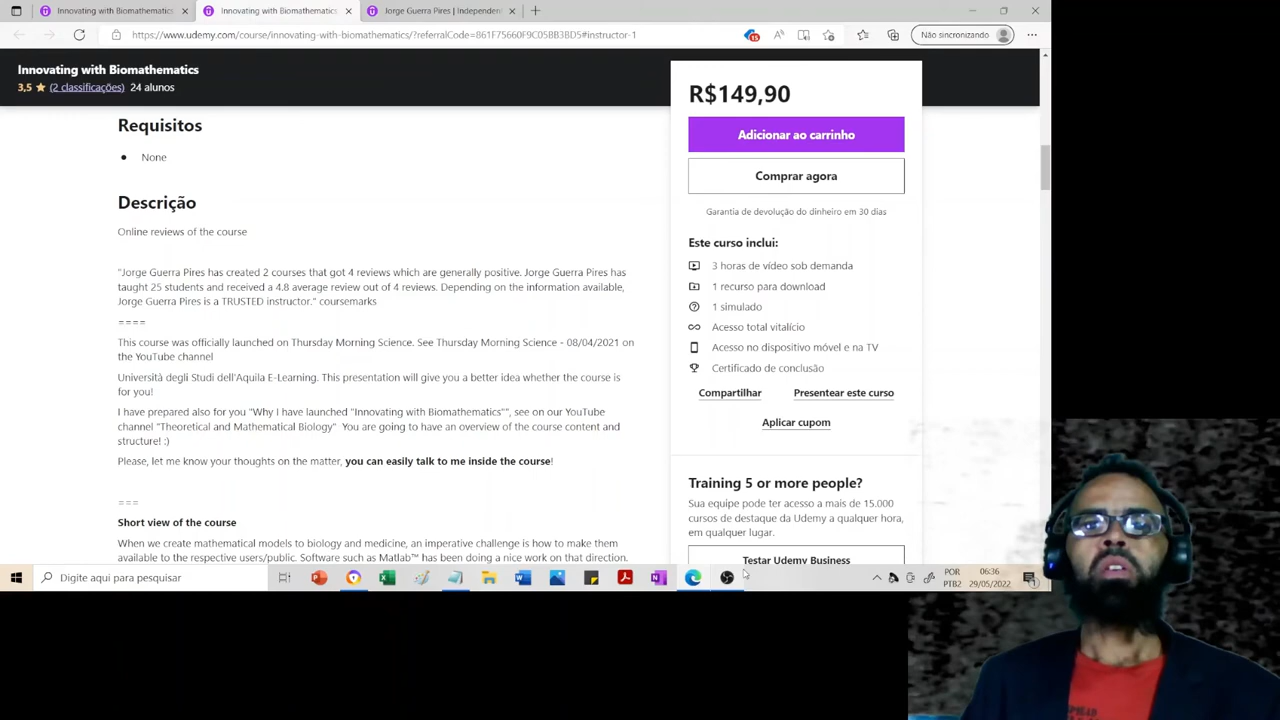 Innovating with Biomathematics
Innovating with Biomathematics
Jorge Guerra Pires | Independen
https://www.udemy.com/course/innovating-with-biomathematics/?referralCode=861F75660F9C05BB3BD5#instructor-1
15
Não sincronizando
Innovating with Biomathematics
3,5 ★ (2 classificações) 24 alunos
Requisitos
None
Descrição
Online reviews of the course
"Jorge Guerra Pires has created 2 courses that got 4 reviews which are generally positive. Jorge Guerra Pires has
taught 25 students and received a 4.8 average review out of 4 reviews. Depending on the information available,
Jorge Guerra Pires is a TRUSTED instructor." coursemarks
====
This course was officially launched on Thursday Morning Science. See Thursday Morning Science - 08/04/2021 on
the YouTube channel
Università degli Studi dell'Aquila E-Learning. This presentation will give you a better idea whether the course is
for you!
I have prepared also for you "Why I have launched "Innovating with Biomathematics"", see on our YouTube
channel "Theoretical and Mathematical Biology" You are going to have an overview of the course content and
structure! :)
Please, let me know your thoughts on the matter, you can easily talk to me inside the course!
===
Short view of the course
When we create mathematical models to biology and medicine, an imperative challenge is how to make them
available to the respective users/public. Software such as Matlab™ has been doing a nice work on that direction.
R$149,90
Adicionar ao carrinho
Comprar agora
Garantia de devolução do dinheiro em 30 dias
Este curso inclui:
3 horas de vídeo sob demanda
1 recurso para download
1 simulado
Acesso total vitalício
Acesso no dispositivo móvel e na TV
Certificado de conclusão
Compartilhar Presentear este curso
Aplicar cupom
Training 5 or more people?
Sua equipe pode ter acesso a mais de 15.000
cursos de destaque da Udemy a qualquer hora,
em qualquer lugar.
Testar Udemy Business
Digite aqui para pesquisar
POR
PTB2
06:36
29/05/2022